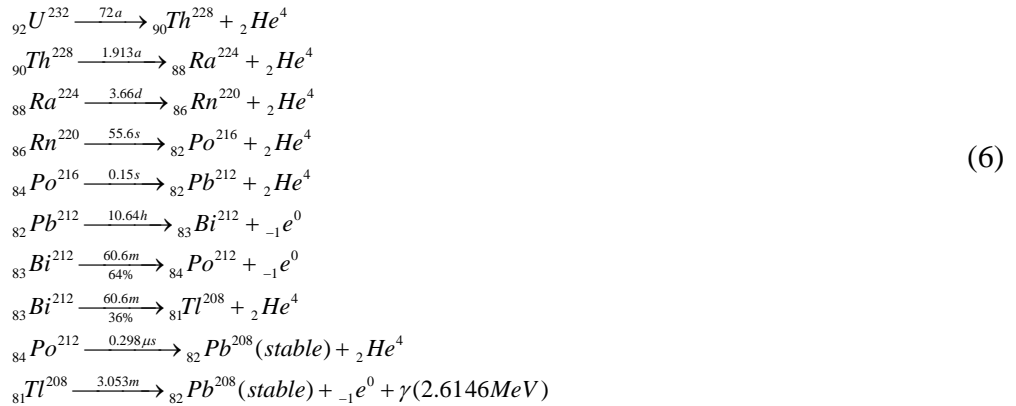 ₉₂U²³² —72a→ ₉₀Th²²⁸ + ₂He⁴
₉₀Th²²⁸ —1.913a→ ₈₈Ra²²⁴ + ₂He⁴
₈₈Ra²²⁴ —3.66d→ ₈₆Rn²²⁰ + ₂He⁴
₈₆Rn²²⁰ —55.6s→ ₈₂Po²¹⁶ + ₂He⁴
(6)
₈₄Po²¹⁶ —0.15s→ ₈₂Pb²¹² + ₂He⁴
₈₂Pb²¹² —10.64h→ ₈₃Bi²¹² + ₋₁e⁰
₈₃Bi²¹² —60.6m 64%→ ₈₄Po²¹² + ₋₁e⁰
₈₃Bi²¹² —60.6m 36%→ ₈₁Tl²⁰⁸ + ₂He⁴
₈₄Po²¹² —0.298μs→ ₈₂Pb²⁰⁸(stable) + ₂He⁴
₈₁Tl²⁰⁸ —3.053m→ ₈₂Pb²⁰⁸(stable) + ₋₁e⁰ + γ(2.6146MeV)